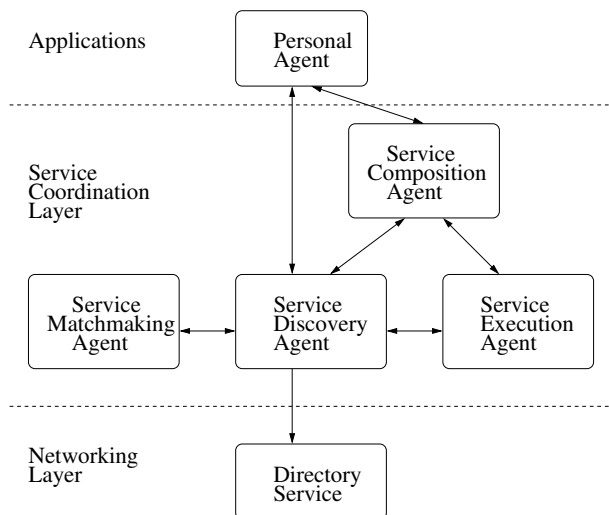 Applications
Personal
Agent
Service
Coordination
Layer
Service
Composition
Agent
Service
Matchmaking
Agent
Service
Discovery
Agent
Service
Execution
Agent
Networking
Layer
Directory
Service